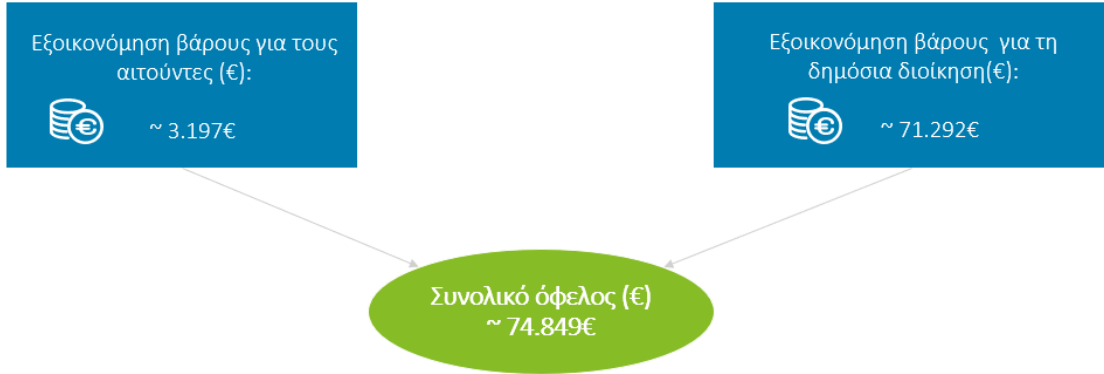 Εξοικονόμηση βάρους για τους
αιτούντες (€):
~ 3.197€
Εξοικονόμηση βάρους για τη
δημόσια διοίκηση(€):
~ 71.292€
Συνολικό όφελος (€)
~ 74.849€